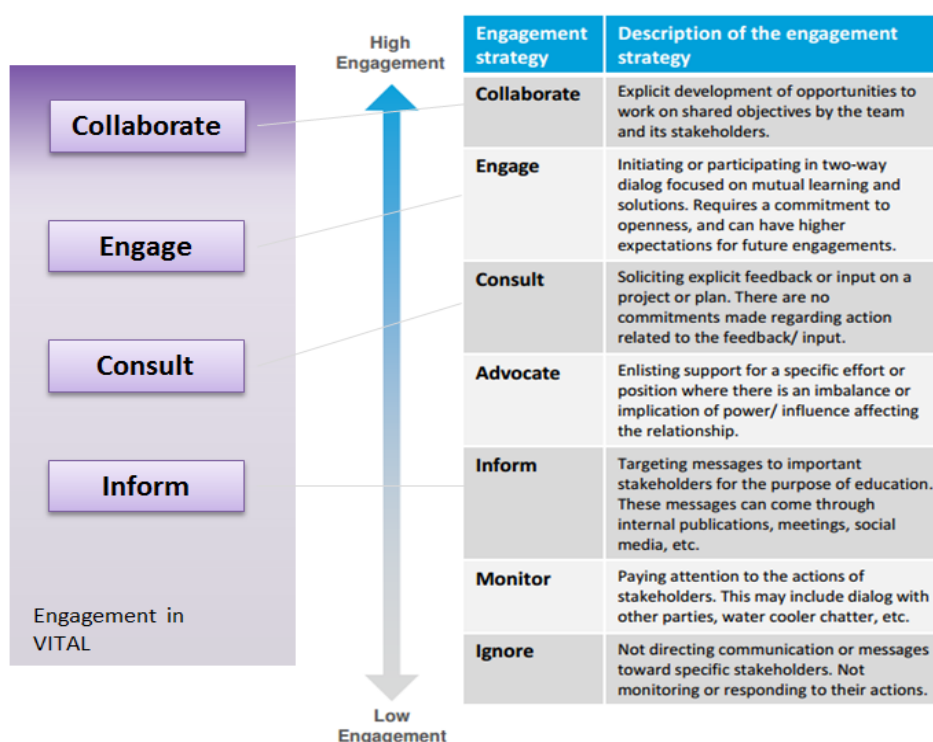 Collaborate
Engage
Consult
Inform
Engagement in
VITAL
High
Engagement
Low
Engagement
Engagement
strategy
Description of the engagement
strategy
Collaborate
Explicit development of opportunities to
work on shared objectives by the team
and its stakeholders.
Engage
Initiating or participating in two-way
dialog focused on mutual learning and
solutions. Requires a commitment to
openness, and can have higher
expectations for future engagements.
Consult
Soliciting explicit feedback or input on a
project or plan. There are no
commitments made regarding action
related to the feedback/ input.
Advocate
Enlisting support for a specific effort or
position where there is an imbalance or
implication of power/ influence affecting
the relationship.
Inform
Targeting messages to important
stakeholders for the purpose of education.
These messages can come through
internal publications, meetings, social
media, etc.
Monitor
Paying attention to the actions of
stakeholders. This may include dialog with
other parties, water cooler chatter, etc.
Ignore
Not directing communication or messages
toward specific stakeholders. Not
monitoring or responding to their actions.